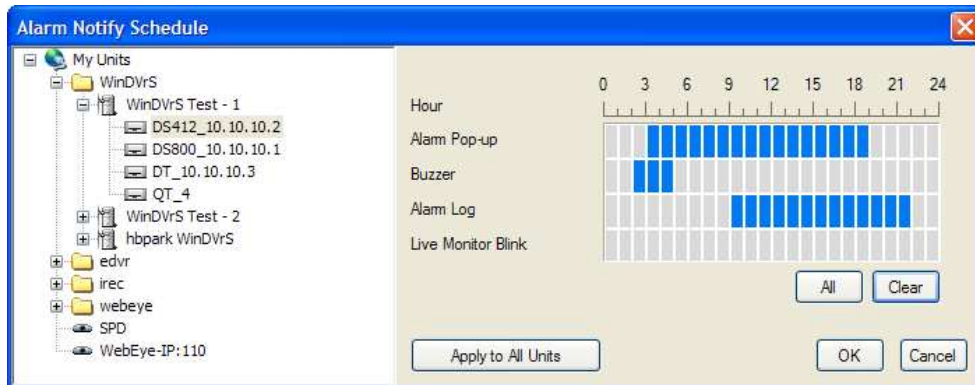 Alarm Notify Schedule
My Units
WinDVrS
WinDVrS Test - 1
DS412_10.10.10.2
DS800_10.10.10.1
DT_10.10.10.3
QT_4
WinDVrS Test - 2
hbpark WinDVrS
edvr
irec
webeye
SPD
WebEye-IP:110
0 3 6 9 12 15 18 21 24
Hour
Alarm Pop-up
Buzzer
Alarm Log
Live Monitor Blink
All Clear
Apply to All Units OK Cancel